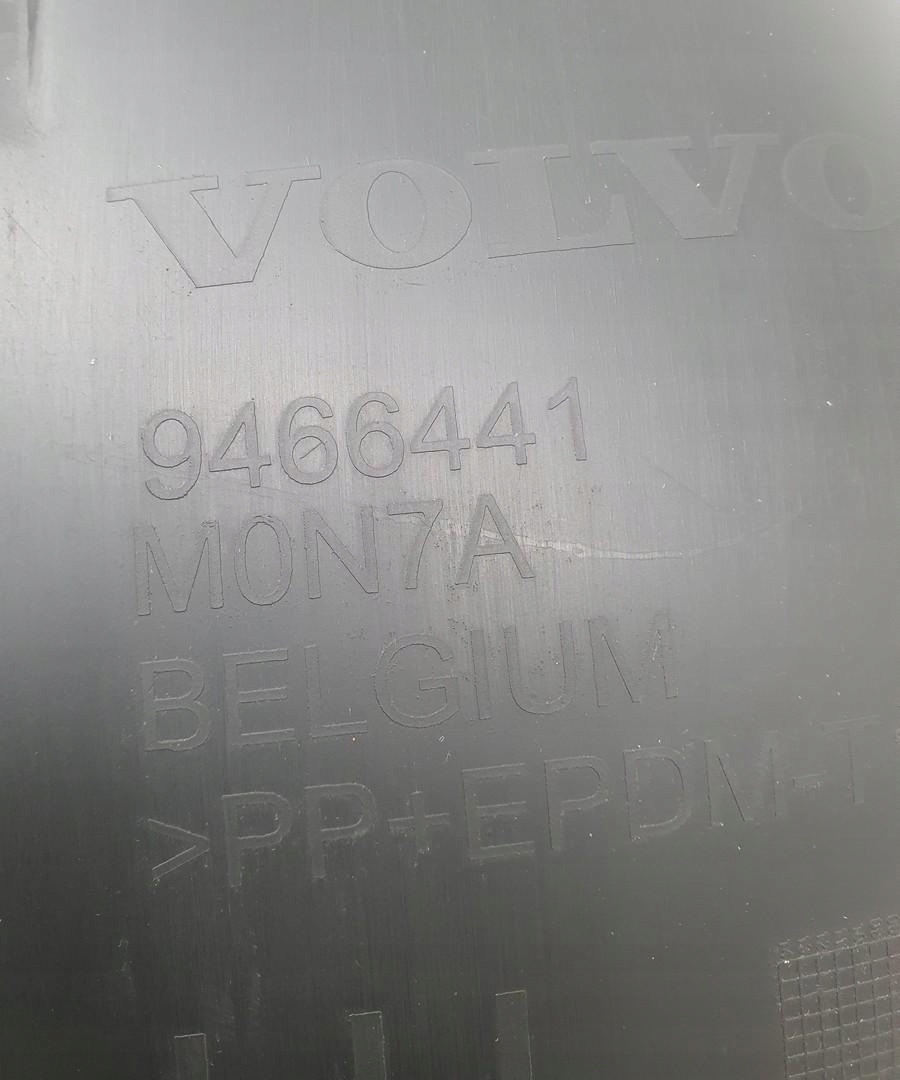 VOLVO
9466441
M0N7A
BELGIUM
>PP+EPDM-T